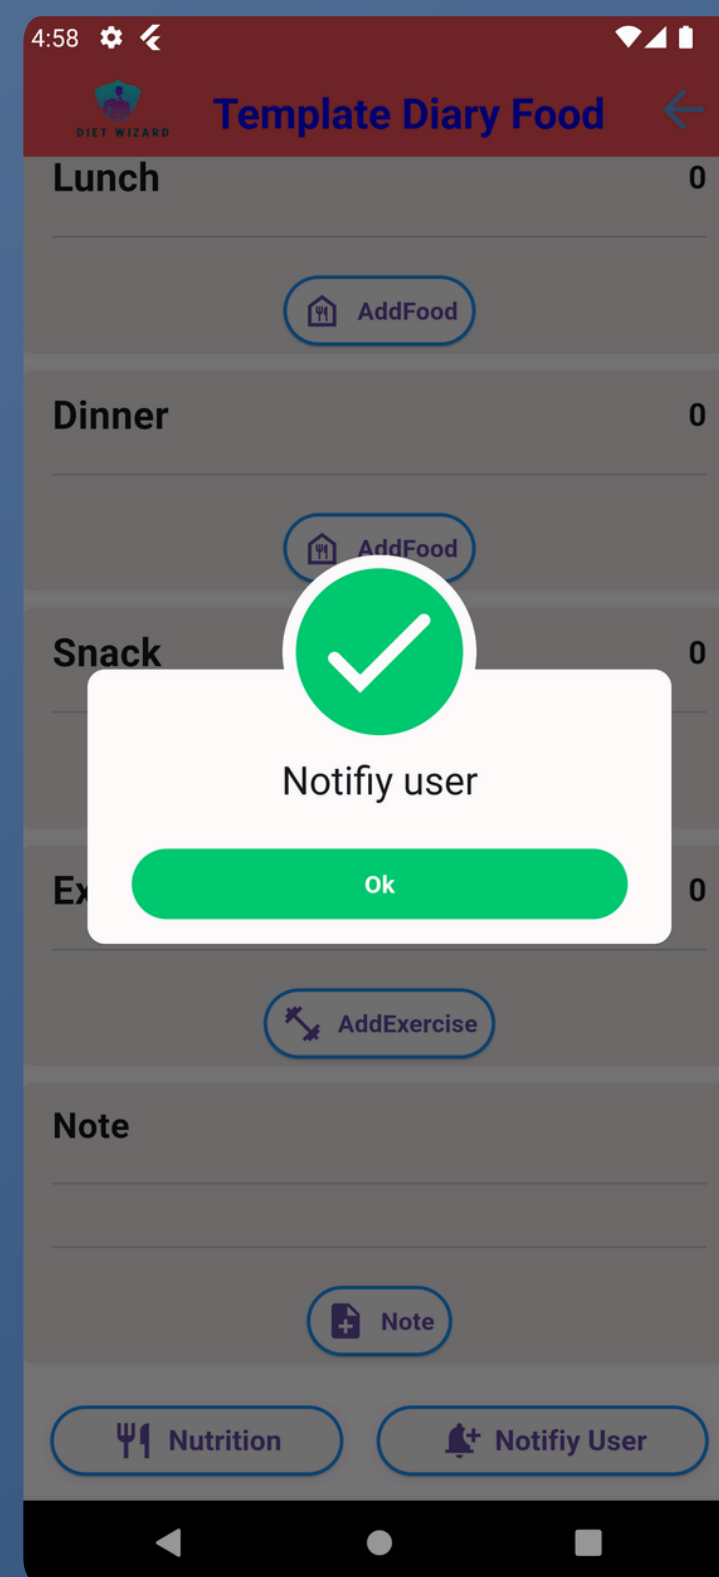 4:58
DIET WIZARD
Template Diary Food
Lunch 0
AddFood
Dinner 0
AddFood
Snack 0
Notifiy user
Ok
Ex 0
AddExercise
Note
Note
Nutrition Notifiy User